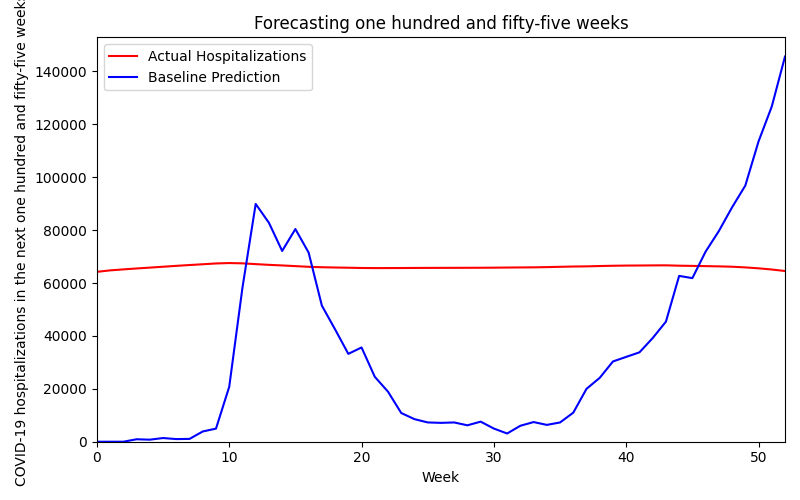 Forecasting one hundred and fifty-five weeks
Actual Hospitalizations
Baseline Prediction
COVID-19 hospitalizations in the next one hundred and fifty-five weeks
140000
120000
100000
80000
60000
40000
20000
0
0 10 20 30 40 50
Week